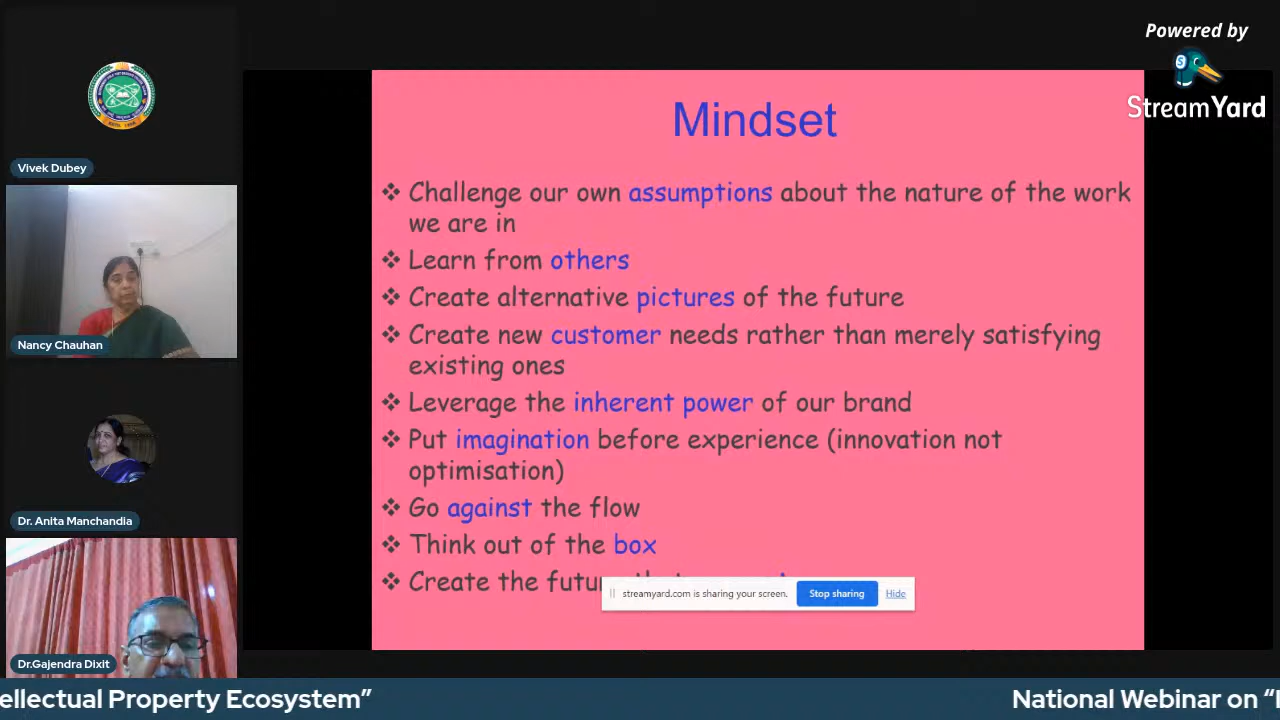 Powered by
StreamYard
Mindset
Vivek Dubey
❖ Challenge our own assumptions about the nature of the work
we are in
❖ Learn from others
❖ Create alternative pictures of the future
❖ Create new customer needs rather than merely satisfying
existing ones
Nancy Chauhan
❖ Leverage the inherent power of our brand
❖ Put imagination before experience (innovation not
optimisation)
❖ Go against the flow
Dr. Anita Manchandia
❖ Think out of the box
❖ Create the futur
streamyard.com is sharing your screen.
Stop sharing
Hide
Dr.Gajendra Dixit
ellectual Property Ecosystem”
National Webinar on “I